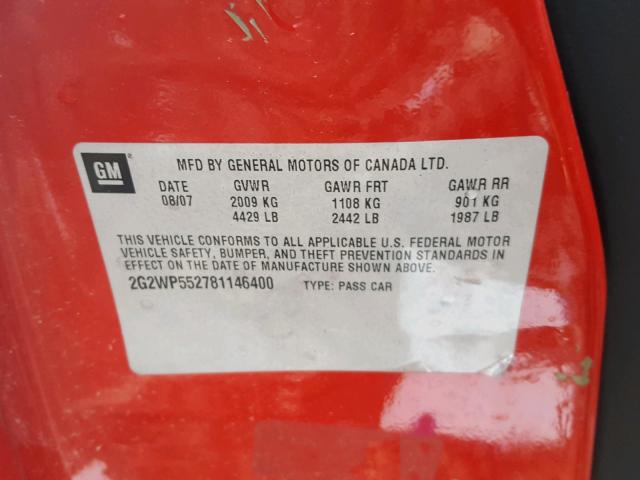 GM
MFD BY GENERAL MOTORS OF CANADA LTD.
DATE GVWR GAWR FRT GAWR RR
08/07 2009 KG 1108 KG 901 KG
4429 LB 2442 LB 1987 LB
THIS VEHICLE CONFORMS TO ALL APPLICABLE U.S. FEDERAL MOTOR
VEHICLE SAFETY, BUMPER, AND THEFT PREVENTION STANDARDS IN
EFFECT ON THE DATE OF MANUFACTURE SHOWN ABOVE.
2G2WP552781146400 TYPE: PASS CAR